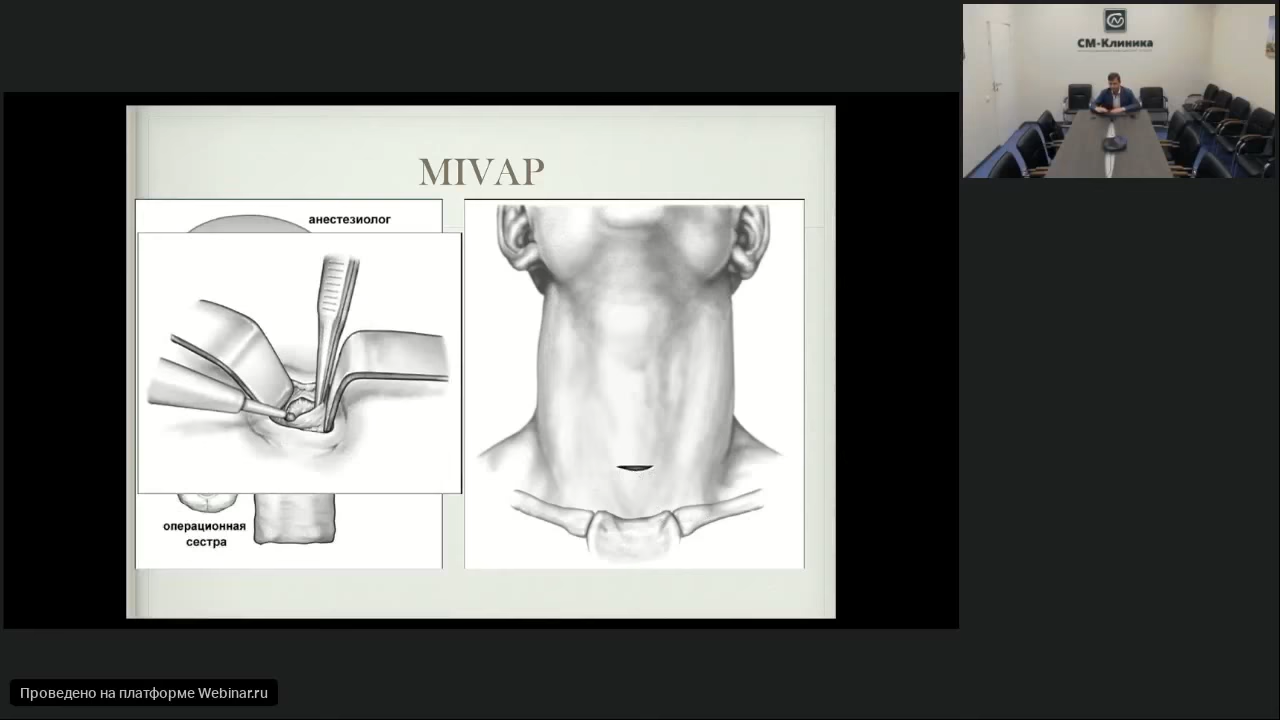 MIVAP
анестезиолог
операционная
сестра
СМ-Клиника
Проведено на платформе Webinar.ru